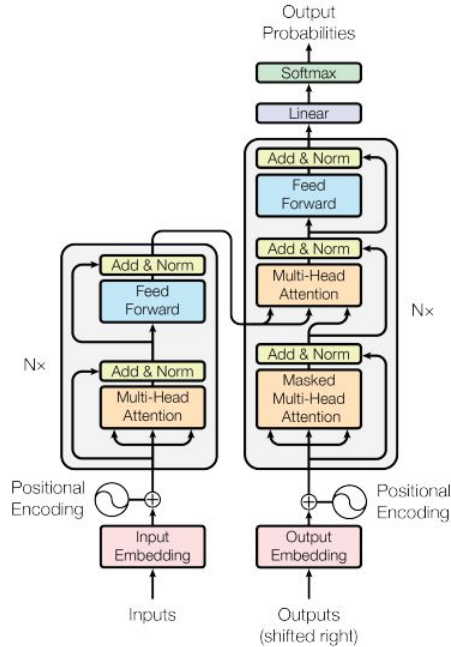 Output
Probabilities
Softmax
Linear
Add & Norm
Feed
Forward
Add & Norm
Multi-Head
Attention
Add & Norm
Masked
Multi-Head
Attention
N×
Add & Norm
Feed
Forward
Add & Norm
Multi-Head
Attention
N×
Positional
Encoding
Positional
Encoding
Input
Embedding
Output
Embedding
Inputs
Outputs
(shifted right)